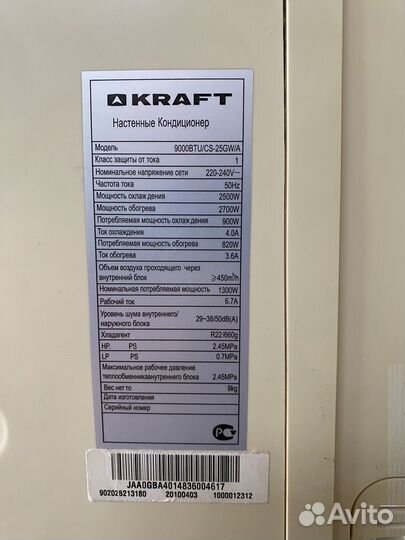 KRAFT
Настенные Кондиционер
Модель 9000BTU/CS-25GW/A
Класс защиты от тока 1
Номинальное напряжение сети 220-240V~
Частота тока 50Hz
Мощность охлаждения 2500W
Мощность обогрева 2700W
Потребляемая мощность охлаждения 900W
Ток охлаждения 4.0A
Потребляемая мощность обогрева 820W
Ток обогрева 3.6A
Объем воздуха проходящего через
внутренний блок ≥450m³/h
Номинальная потребляемая мощность 1300W
Рабочий ток 6.7A
Уровень шума внутреннего/
наружного блока 29~38/50dB(A)
Хладагент R22/660g
HP. PS 2.45MPa
LP PS 0.7MPa
Максимальное рабочее давление
теплообменникавнутреннего блока 2.45MPa
Вес нетто 9kg
Дата изготовления
Серийный номер
JAA0GBA4014836004617
902025213180 20100403 1000012312
Avito